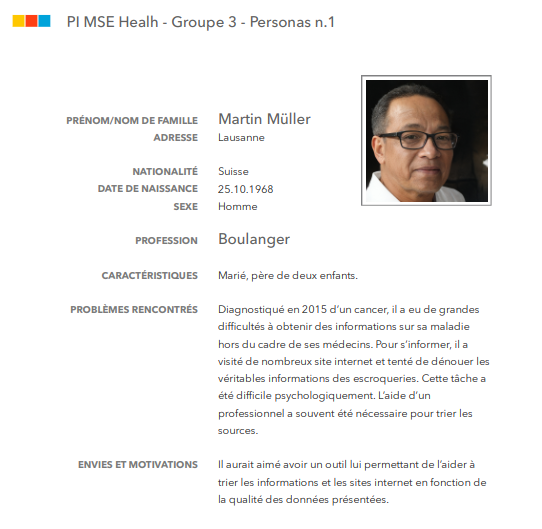 PI MSE Healh - Groupe 3 - Personas n.1
PRÉNOM/NOM DE FAMILLE Martin Müller
ADRESSE Lausanne
NATIONALITÉ Suisse
DATE DE NAISSANCE 25.10.1968
SEXE Homme
PROFESSION Boulanger
CARACTÉRISTIQUES Marié, père de deux enfants.
PROBLÈMES RENCONTRÉS Diagnostiqué en 2015 d'un cancer, il a eu de grandes
difficultés à obtenir des informations sur sa maladie
hors du cadre de ses médecins. Pour s'informer, il a
visité de nombreux site internet et tenté de dénouer les
véritables informations des escroqueries. Cette tâche a
été difficile psychologiquement. L'aide d'un
professionnel a souvent été nécessaire pour trier les
sources.
ENVIES ET MOTIVATIONS Il aurait aimé avoir un outil lui permettant de l'aider à
trier les informations et les sites internet en fonction de
la qualité des données présentées.